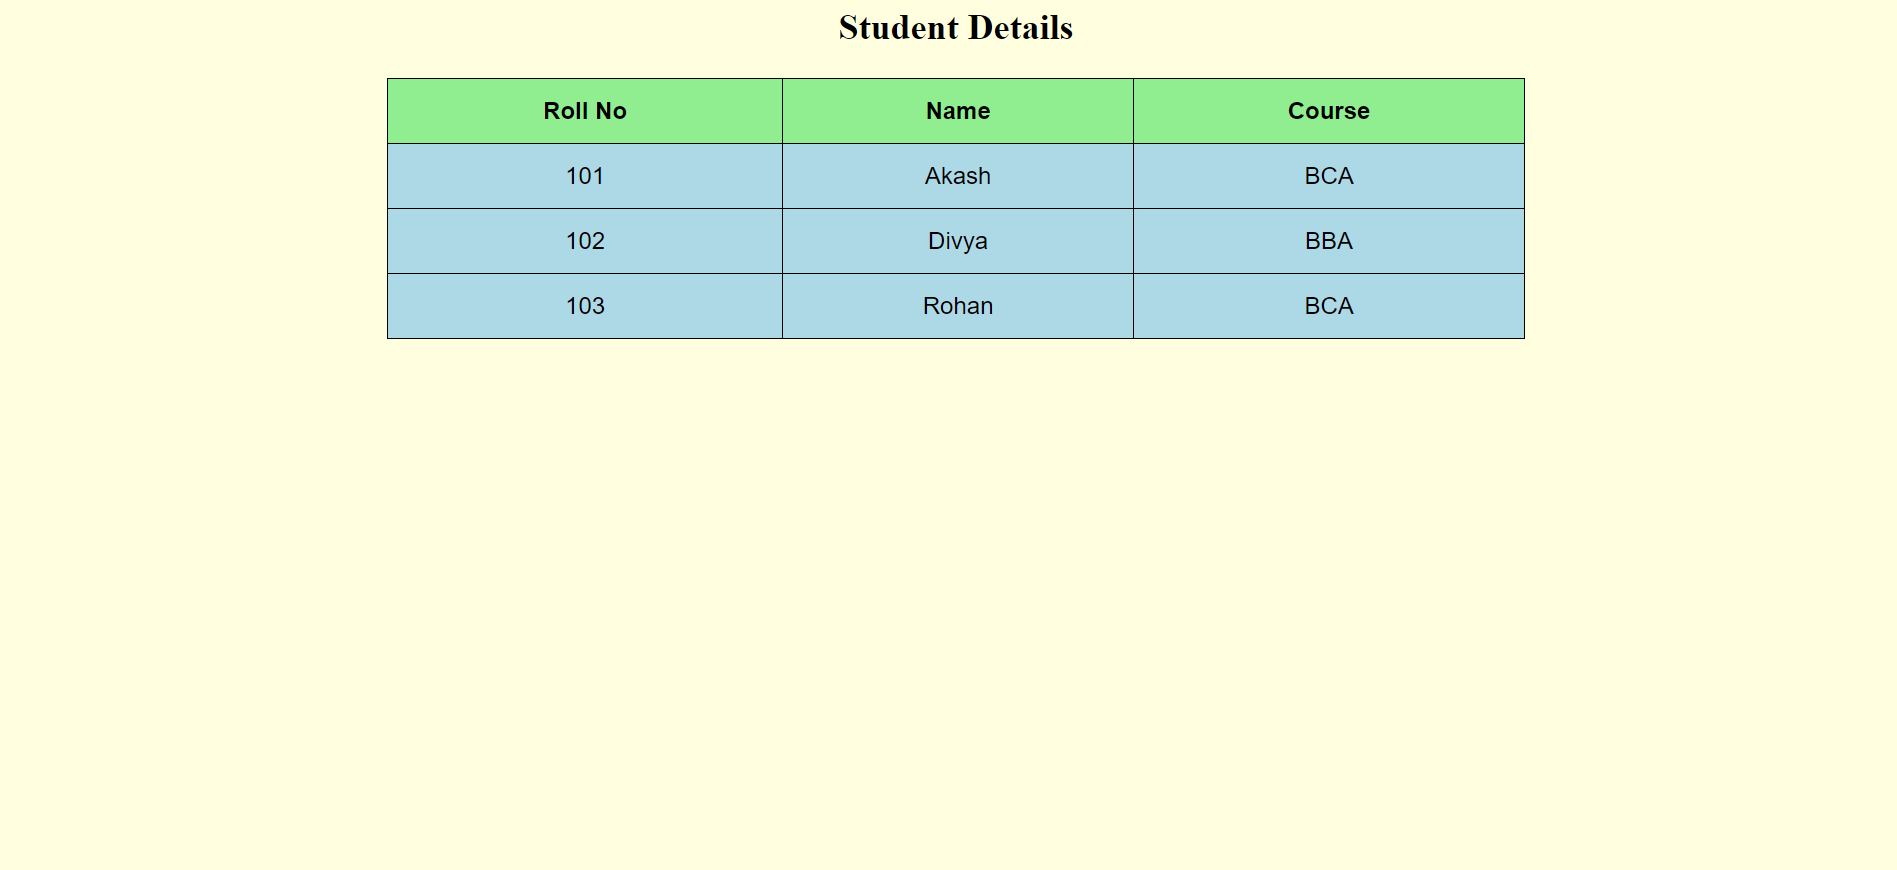 Student Details
Roll No Name Course
101 Akash BCA
102 Divya BBA
103 Rohan BCA